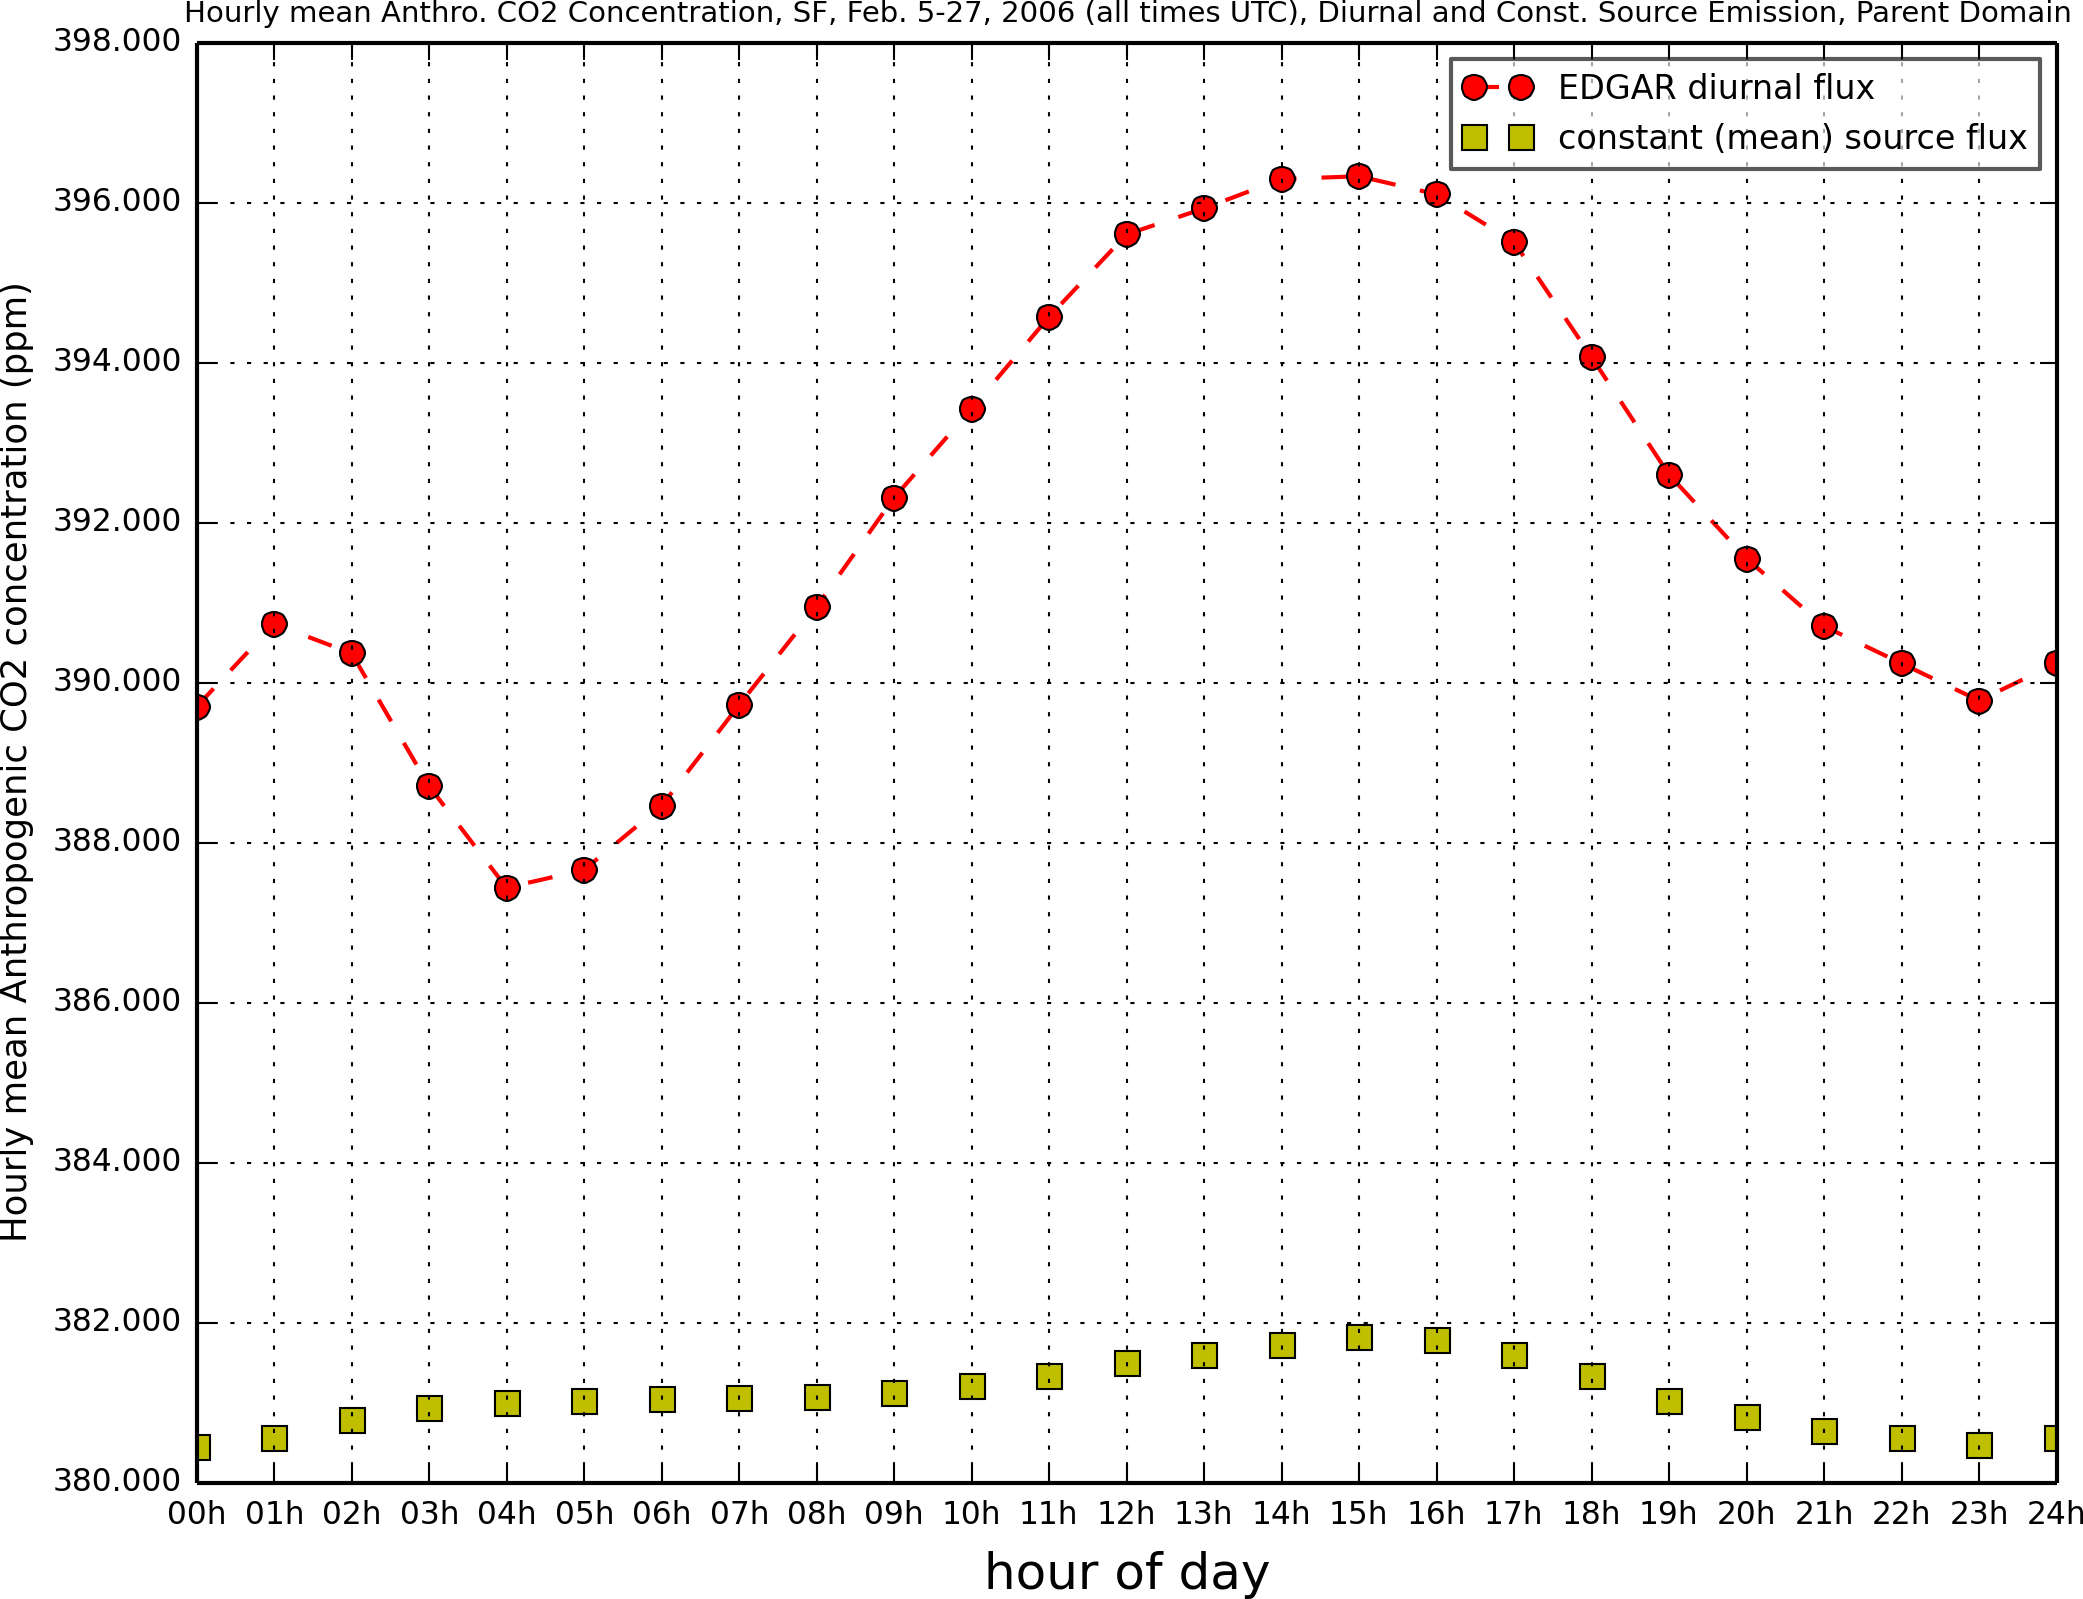 Hourly mean Anthro. CO2 Concentration, SF, Feb. 5-27, 2006 (all times UTC), Diurnal and Const. Source Emission, Parent Domain
EDGAR diurnal flux
constant (mean) source flux
Hourly mean Anthropogenic CO2 concentration (ppm)
398.000
396.000
394.000
392.000
390.000
388.000
386.000
384.000
382.000
380.000
00h 01h 02h 03h 04h 05h 06h 07h 08h 09h 10h 11h 12h 13h 14h 15h 16h 17h 18h 19h 20h 21h 22h 23h 24h
hour of day